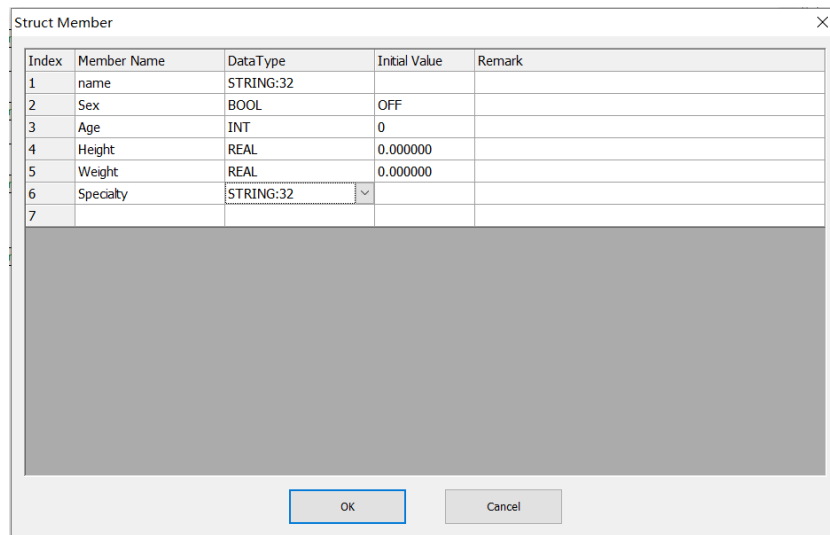 Struct Member
Index Member Name DataType Initial Value Remark
1 name STRING:32
2 Sex BOOL OFF
3 Age INT 0
4 Height REAL 0.000000
5 Weight REAL 0.000000
6 Specialty STRING:32
7
OK Cancel